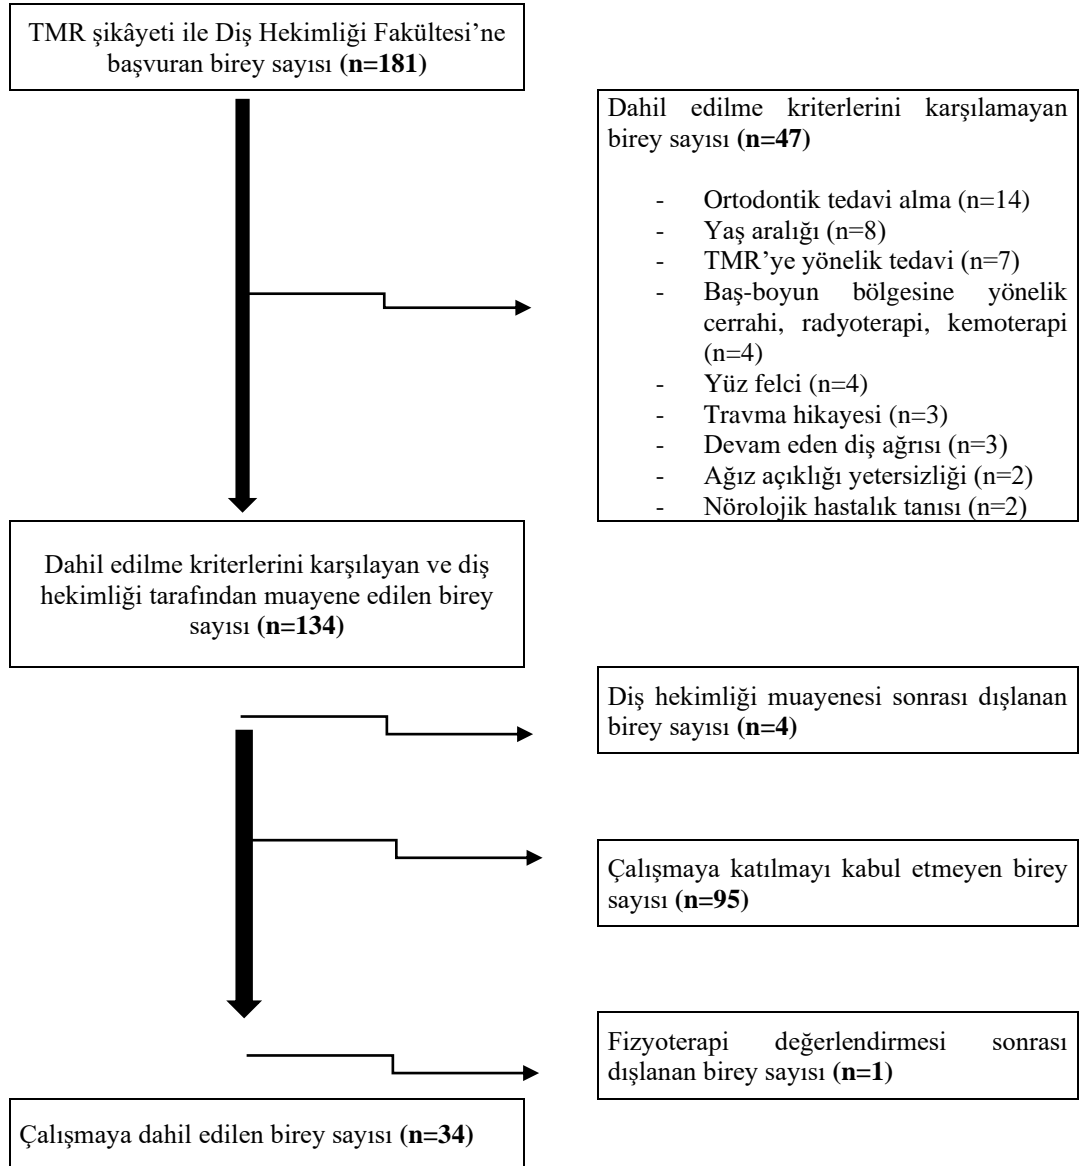 TMR şikâyeti ile Diş Hekimliği Fakültesi’ne
başvuran birey sayısı (n=181)
Dahil edilme kriterlerini karşılamayan
birey sayısı (n=47)
- Ortodontik tedavi alma (n=14)
- Yaş aralığı (n=8)
- TMR’ye yönelik tedavi (n=7)
- Baş-boyun bölgesine yönelik
cerrahi, radyoterapi, kemoterapi
(n=4)
- Yüz felci (n=4)
- Travma hikayesi (n=3)
- Devam eden diş ağrısı (n=3)
- Ağız açıklığı yetersizliği (n=2)
- Nörolojik hastalık tanısı (n=2)
Dahil edilme kriterlerini karşılayan ve diş
hekimliği tarafından muayene edilen birey
sayısı (n=134)
Diş hekimliği muayenesi sonrası dışlanan
birey sayısı (n=4)
Çalışmaya katılmayı kabul etmeyen birey
sayısı (n=95)
Fizyoterapi değerlendirmesi sonrası
dışlanan birey sayısı (n=1)
Çalışmaya dahil edilen birey sayısı (n=34)